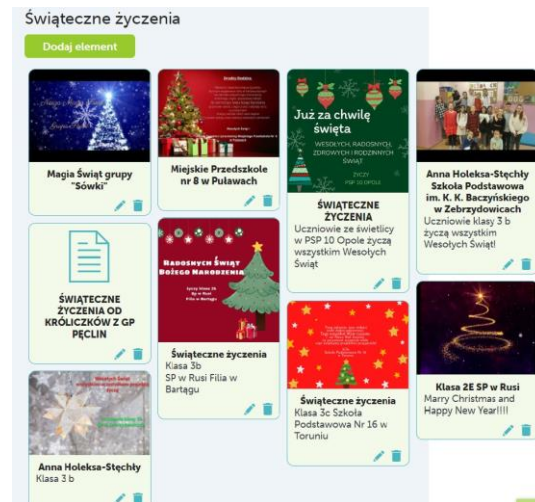 Świąteczne życzenia
Dodaj element
Magia Świąt grupy
"Sówki"
Miejskie Przedszkole
nr 8 w Puławach
Już za chwilę
święta
WESOŁYCH, RADOSNYCH,
ZDROWYCH I RODZINNYCH
ŚWIĄT
ŻYCZY
PSP 10 OPOLE
ŚWIĄTECZNE
ŻYCZENIA
Uczniowie ze świetlicy
w PSP 10 Opole życzą
wszystkim Wesołych
Świąt
Anna Holeksa-Stęchły
Szkoła Podstawowa
im. K. K. Baczyńskiego
w Zebrzydowicach
Uczniowie klasy 3 b
życzą wszystkim
Wesołych Świąt!
ŚWIĄTECZNE
ŻYCZENIA OD
KRÓLICZKÓW Z GP
PĘCLIN
RADOSNYCH ŚWIĄT
BOŻEGO NARODZENIA
Świąteczne życzenia
Klasa 3b
SP w Rusi Filia w
Bartągu
Świąteczne życzenia
Klasa 3c Szkoła
Podstawowa Nr 16 w
Toruniu
Klasa 2E SP w Rusi
Marry Christmas and
Happy New Year!!!!
Anna Holeksa-Stęchły
Klasa 3 b